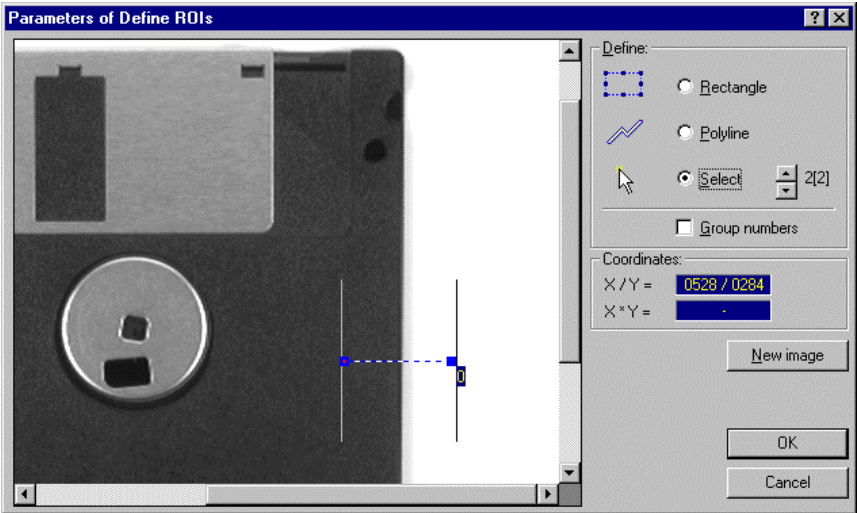 Parameters of Define ROIs
Define:
Rectangle
Polyline
Select 2[2]
Group numbers
Coordinates:
X / Y = 0528 / 0284
X * Y = -
New image
0
OK
Cancel